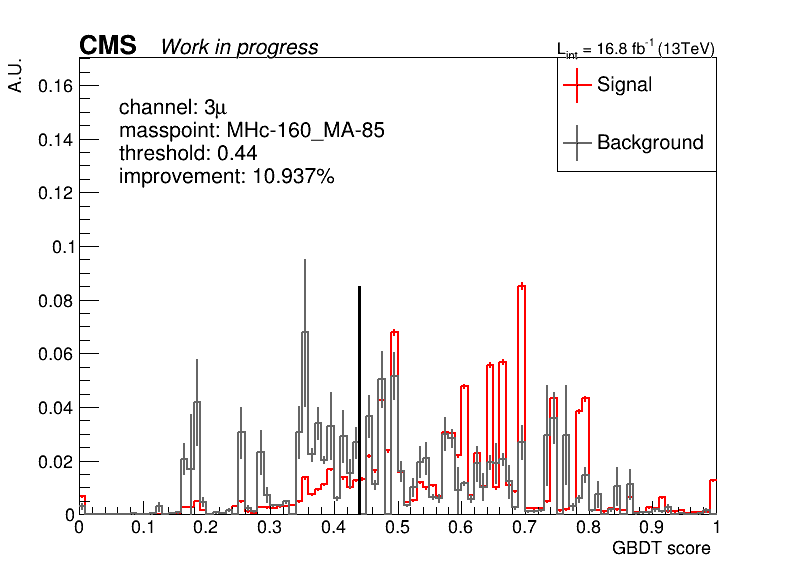 CMS Work in progress
L_int = 16.8 fb^-1 (13TeV)
A.U.
Signal
Background
channel: 3μ
masspoint: MHc-160_MA-85
threshold: 0.44
improvement: 10.937%
0.16
0.14
0.12
0.1
0.08
0.06
0.04
0.02
0
0 0.1 0.2 0.3 0.4 0.5 0.6 0.7 0.8 0.9 1
GBDT score